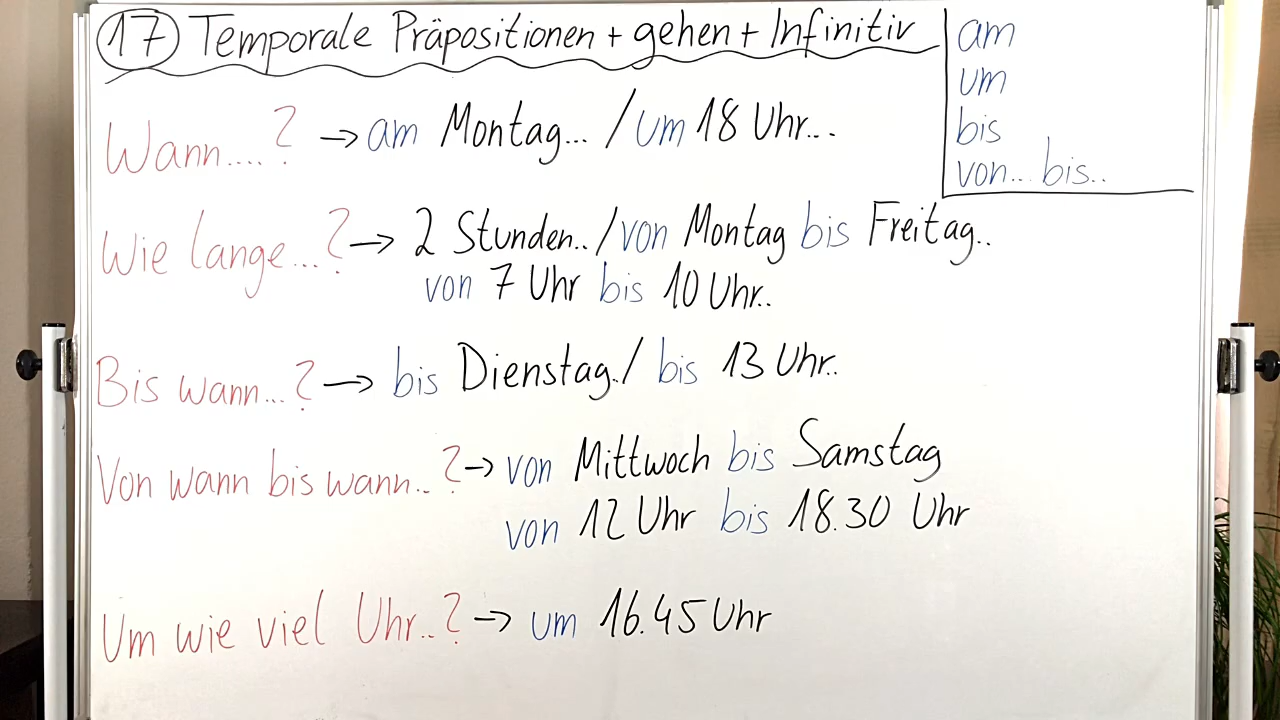 17 Temporale Präpositionen + gehen + Infinitiv
am
um
bis
von... bis..
Wann....? → am Montag... / um 18 Uhr...
Wie lange...? → 2 Stunden.. / von Montag bis Freitag..
von 7 Uhr bis 10 Uhr..
Bis wann...? → bis Dienstag. / bis 13 Uhr..
Von wann bis wann..? → von Mittwoch bis Samstag
von 12 Uhr bis 18.30 Uhr
Um wie viel Uhr..? → um 16.45 Uhr